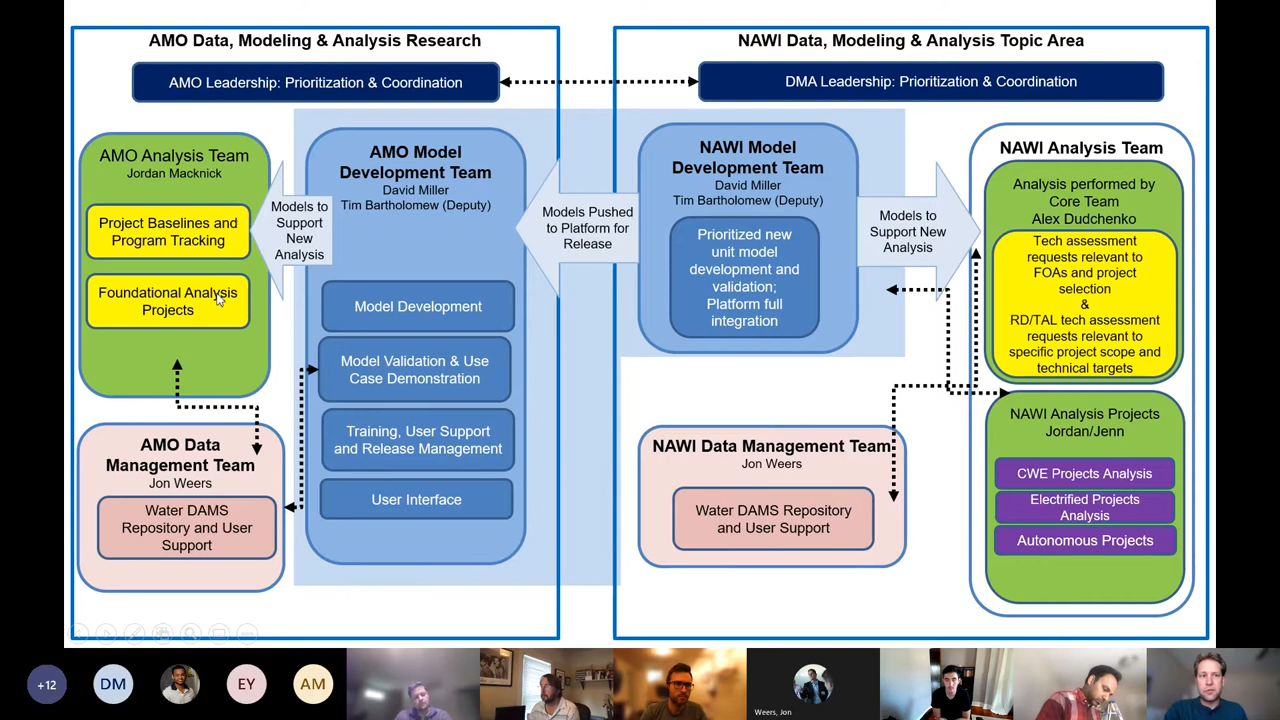 AMO Data, Modeling & Analysis Research
AMO Leadership: Prioritization & Coordination
AMO Analysis Team
Jordan Macknick
Project Baselines and
Program Tracking
Foundational Analysis
Projects
AMO Data
Management Team
Jon Weers
Water DAMS
Repository and User
Support
Models to
Support
New
Analysis
AMO Model
Development Team
David Miller
Tim Bartholomew (Deputy)
Model Development
Model Validation & Use
Case Demonstration
Training, User Support
and Release Management
User Interface
Models Pushed
to Platform for
Release
NAWI Data, Modeling & Analysis Topic Area
DMA Leadership: Prioritization & Coordination
NAWI Model
Development Team
David Miller
Tim Bartholomew (Deputy)
Prioritized new
unit model
development and
validation;
Platform full
integration
Models to
Support New
Analysis
NAWI Data Management Team
Jon Weers
Water DAMS Repository
and User Support
NAWI Analysis Team
Analysis performed by
Core Team
Alex Dudchenko
Tech assessment
requests relevant to
FOAs and project
selection
&
RD/TAL tech assessment
requests relevant to
specific project scope and
technical targets
NAWI Analysis Projects
Jordan/Jenn
CWE Projects Analysis
Electrified Projects
Analysis
Autonomous Projects
+12
DM
EY
AM
Weers, Jon